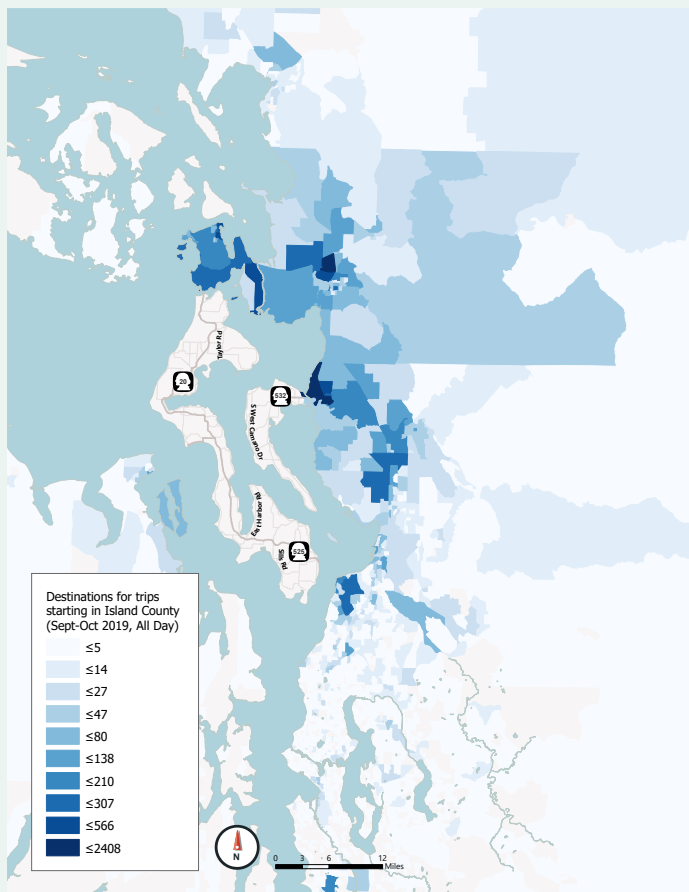 Taylor Rd
20
532
S West Camano Dr
East Harbor Rd
525
Sills Rd
Destinations for trips
starting in Island County
(Sept-Oct 2019, All Day)
≤5
≤14
≤27
≤47
≤80
≤138
≤210
≤307
≤566
≤2408
N
0 3 6 12
Miles